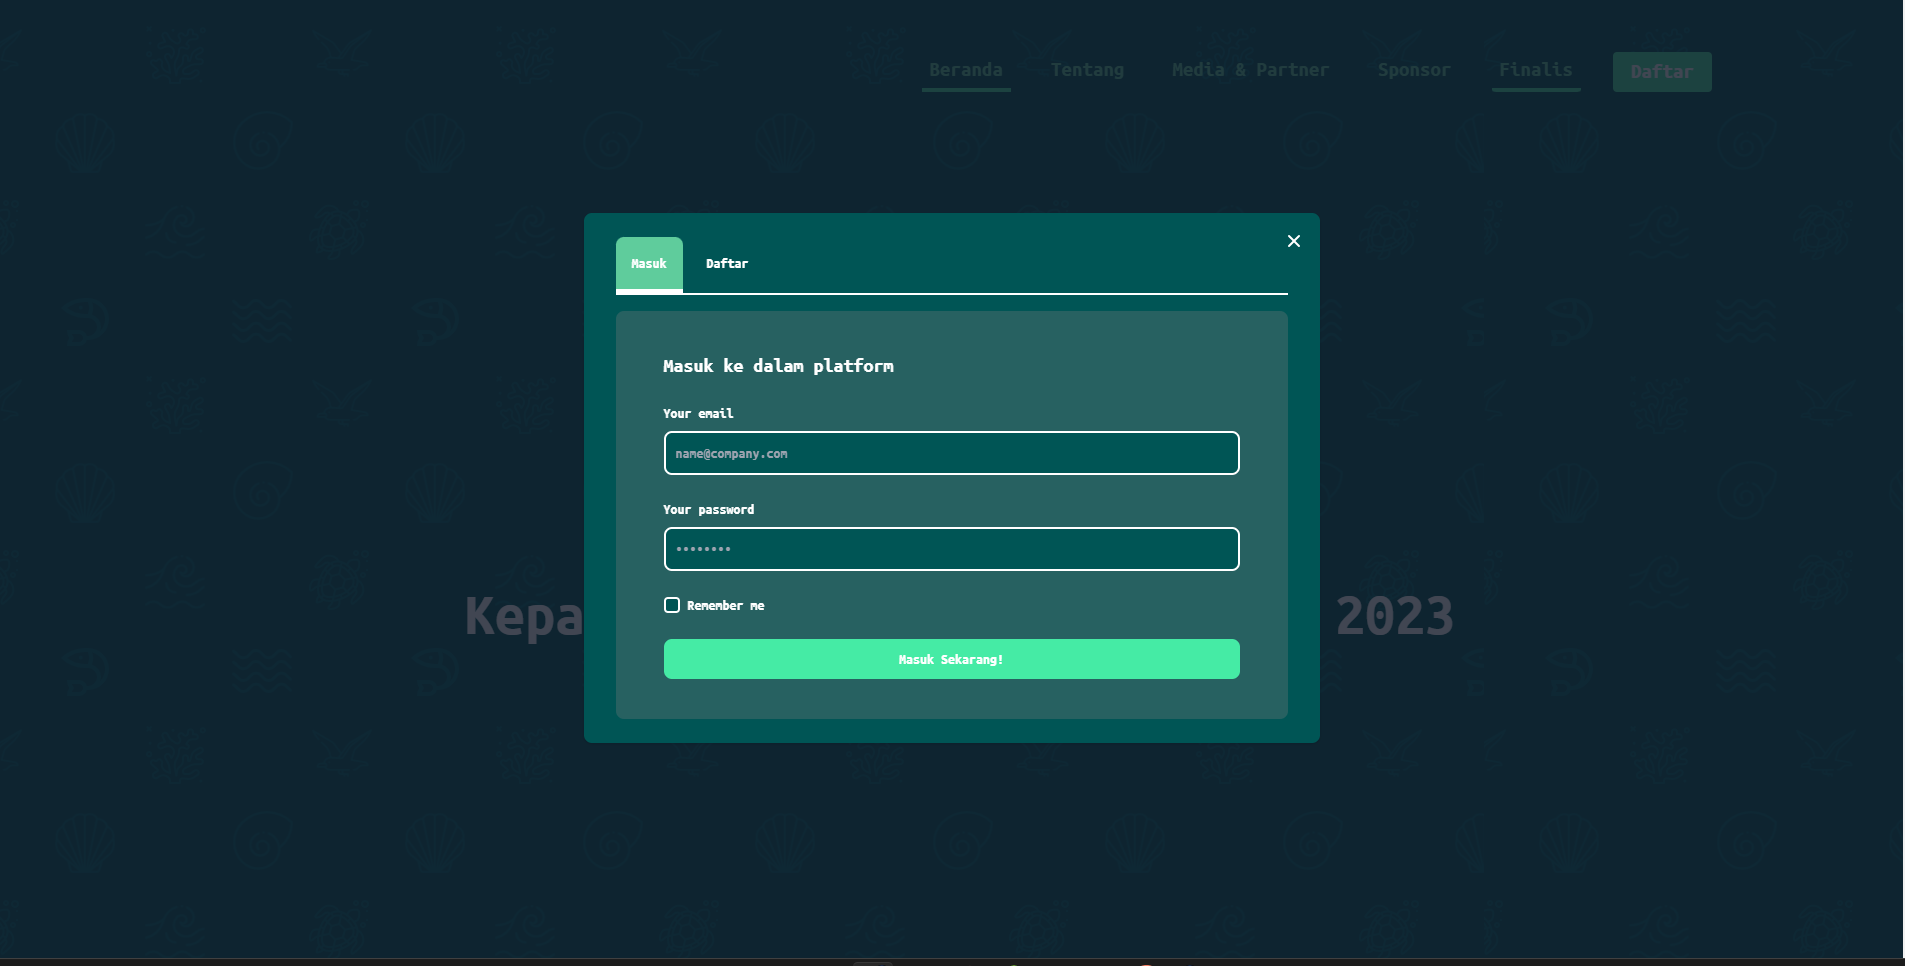 Beranda Tentang Media & Partner Sponsor Finalis Daftar
Masuk Daftar
Masuk ke dalam platform
Your email
name@company.com
Your password
••••••••
Remember me
Kepa 2023
Masuk Sekarang!